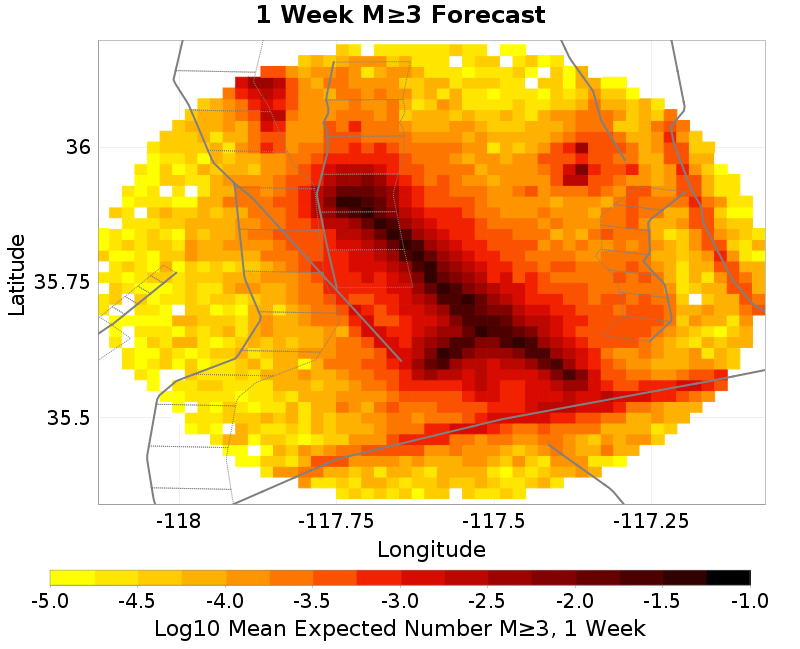 1 Week M≥3 Forecast
36
35.75
35.5
Latitude
-118 -117.75 -117.5 -117.25
Longitude
-5.0 -4.5 -4.0 -3.5 -3.0 -2.5 -2.0 -1.5 -1.0
Log10 Mean Expected Number M≥3, 1 Week